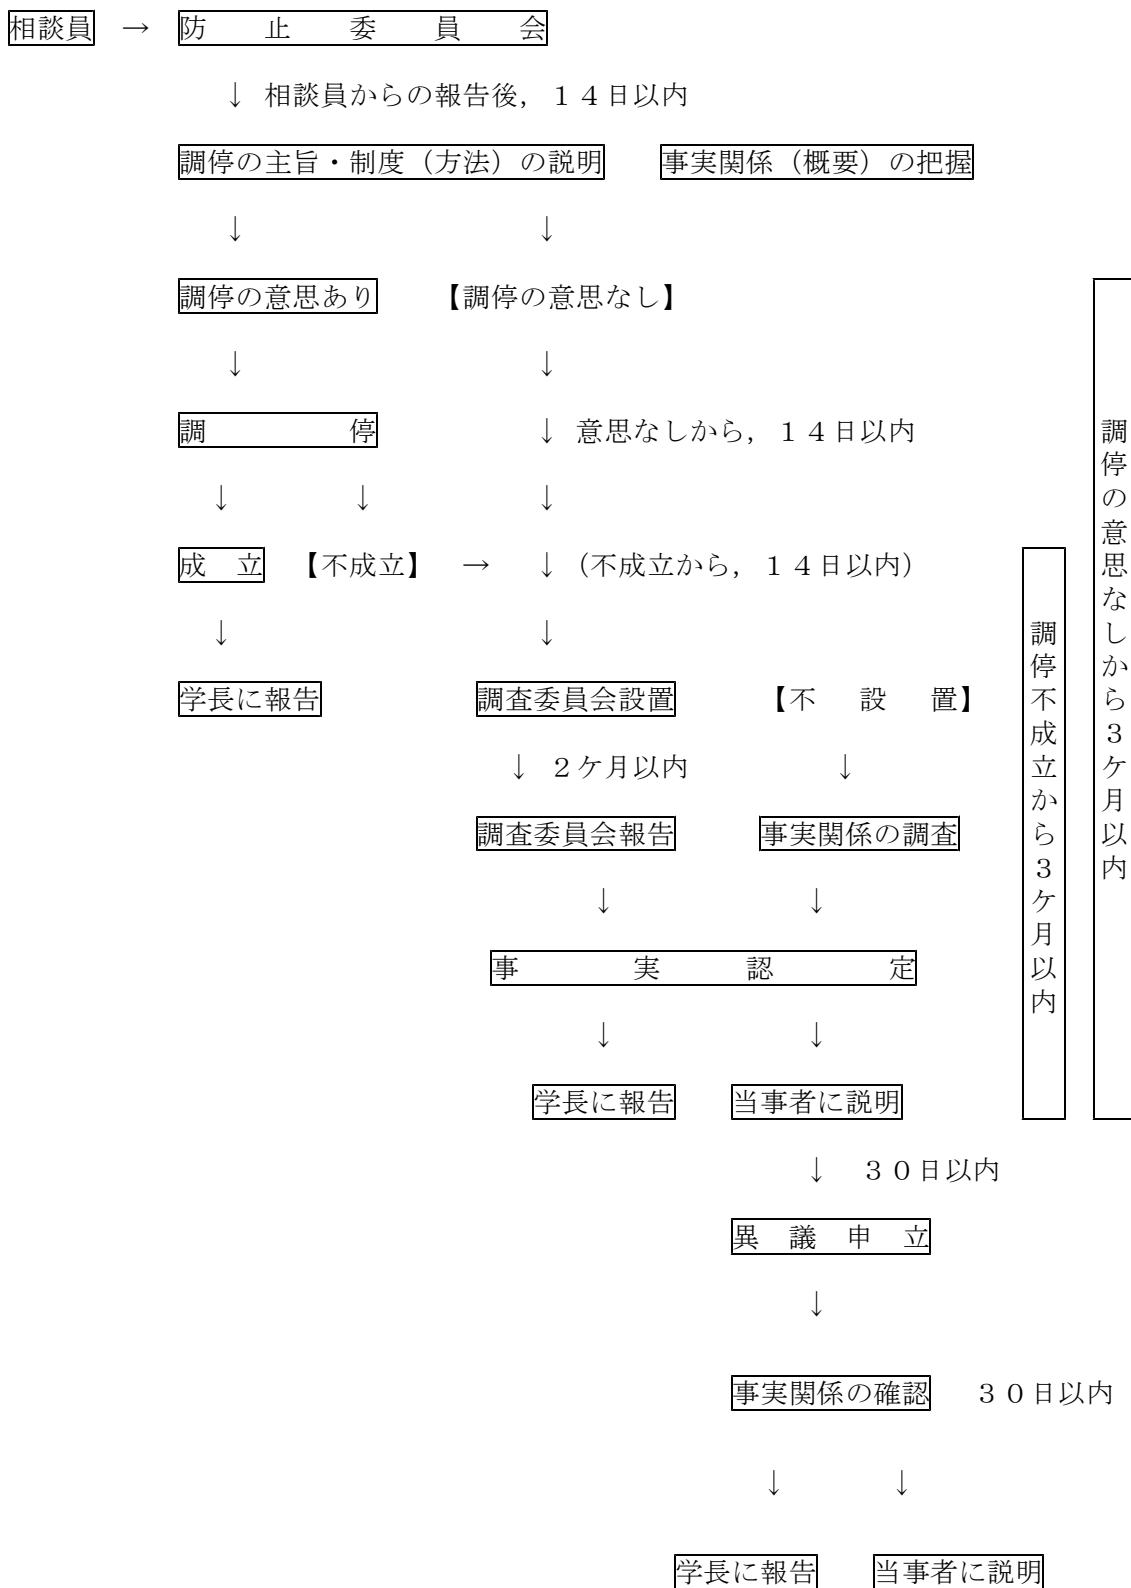 相談員 → 防止委員会
↓ 相談員からの報告後，１４日以内
調停の主旨・制度（方法）の説明 事実関係（概要）の把握
↓ ↓
調停の意思あり 【調停の意思なし】
↓ ↓
調停 ↓ 意思なしから，１４日以内
↓ ↓ ↓
成立 【不成立】 → ↓（不成立から，１４日以内）
↓ ↓
学長に報告 調査委員会設置 【不設置】
↓ ２ケ月以内 ↓
調査委員会報告 事実関係の調査
↓ ↓
事実認定
↓ ↓
学長に報告 当事者に説明
↓ ３０日以内
異議申立
↓
事実関係の確認 ３０日以内
↓ ↓
学長に報告 当事者に説明
調停不成立から３ケ月以内
調停の意思なしから３ケ月以内